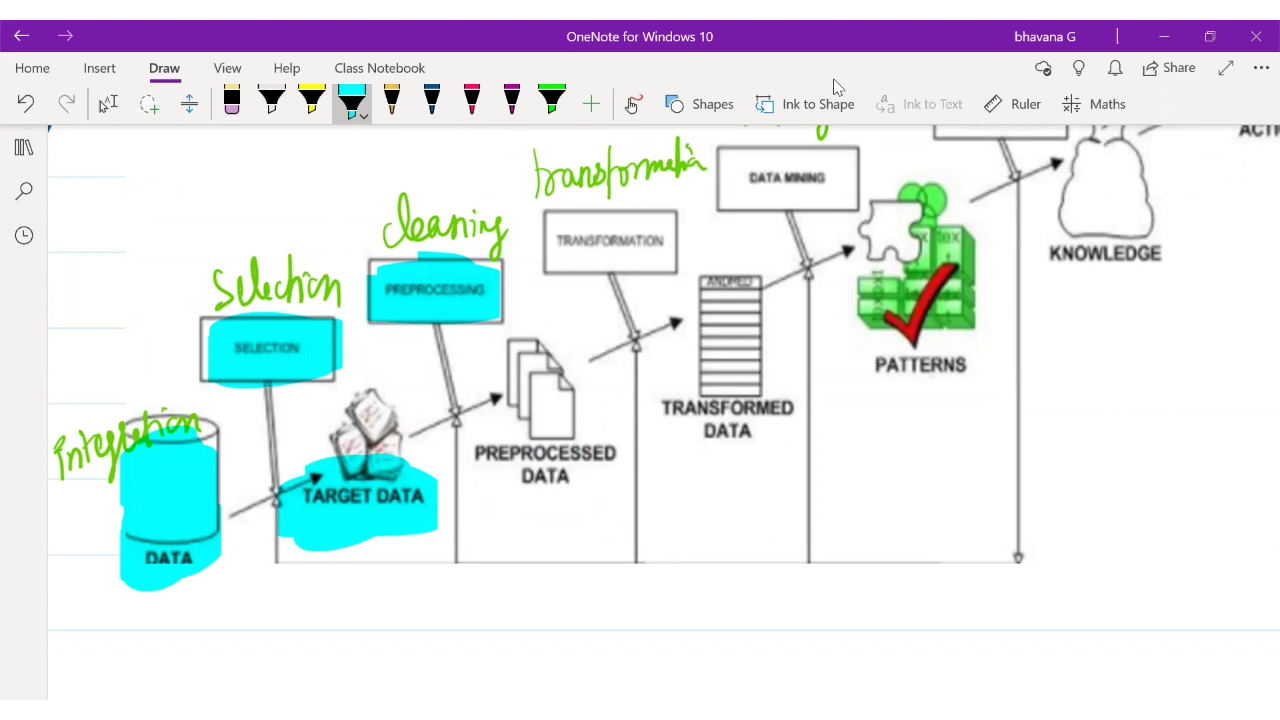 OneNote for Windows 10
bhavana G
Home Insert Draw View Help Class Notebook
Share
Shapes
Ink to Shape
Ink to Text
Ruler
Maths
transformation
DATA MINING
cleaning
TRANSFORMATION
KNOWLEDGE
selection
PREPROCESSING
SELECTION
PATTERNS
TRANSFORMED
DATA
integration
PREPROCESSED
DATA
TARGET DATA
DATA